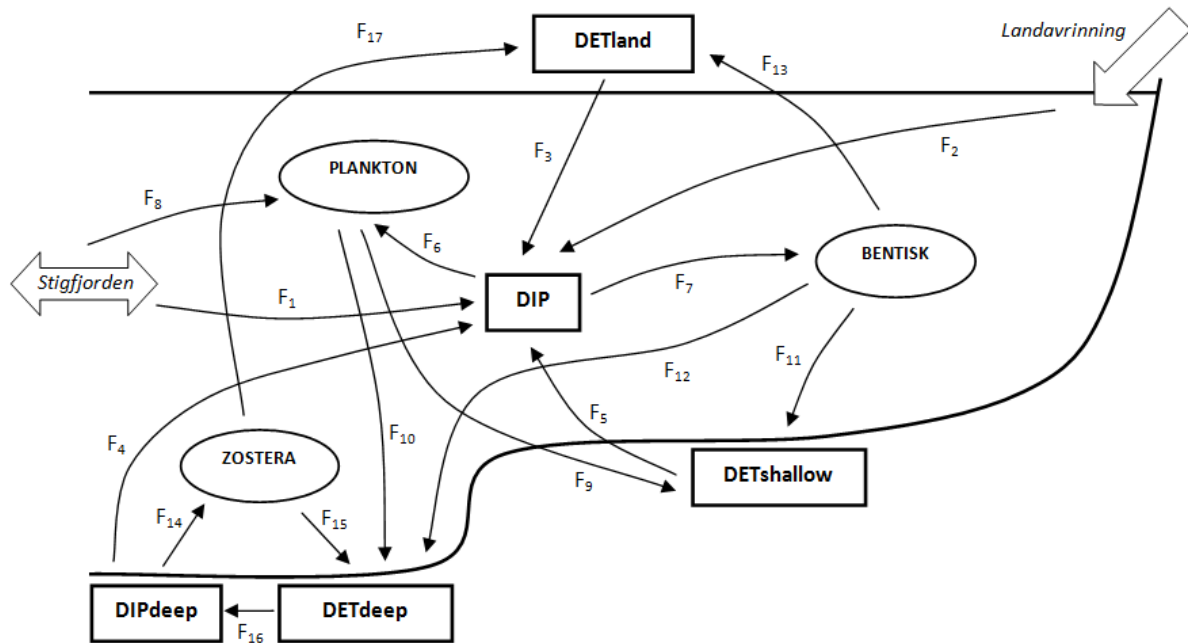 F17
DETland
Landavrinning
F13
F3
F2
PLANKTON
F8
F6
BENTISK
Stigfjorden
F1
DIP
F7
F11
F12
F4
F5
F10
ZOSTERA
F9
DETshallow
F14
F15
DIPdeep
DETdeep
F16